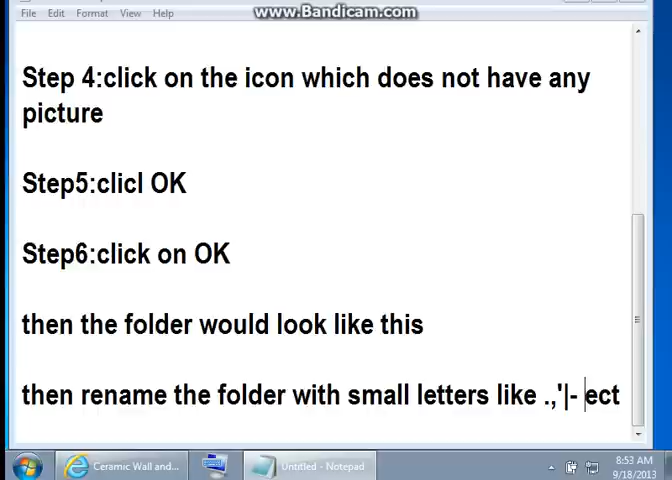 www.Bandicam.com
File Edit Format View Help
Step 4:click on the icon which does not have any
picture
Step5:clicl OK
Step6:click on OK
then the folder would look like this
then rename the folder with small letters like .,'|- ect
Ceramic Wall and...
Untitled - Notepad
8:53 AM
9/18/2013